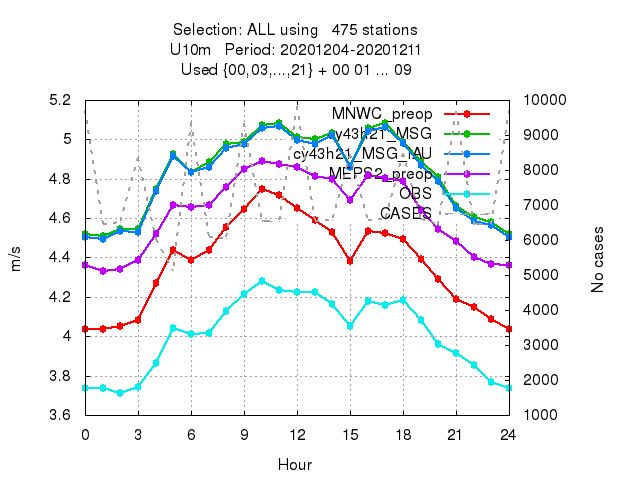 Selection: ALL using 475 stations
U10m Period: 20201204-20201211
Used {00,03,...,21} + 00 01 ... 09
MNWC_preop
cy43h21_MSG
cy43h21_MSG_IAU
MEPS2_preop
OBS
CASES
5.2
5
4.8
4.6
4.4
4.2
4
3.8
3.6
m/s
10000
9000
8000
7000
6000
5000
4000
3000
2000
1000
No cases
0 3 6 9 12 15 18 21 24
Hour